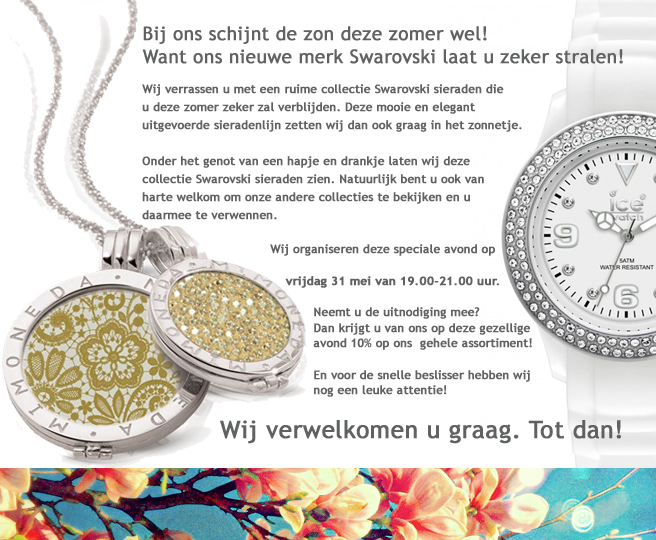 Bij ons schijnt de zon deze zomer wel!
Want ons nieuwe merk Swarovski laat u zeker stralen!
Wij verrassen u met een ruime collectie Swarovski sieraden die
u deze zomer zeker zal verblijden. Deze mooie en elegant
uitgevoerde sieradenlijn zetten wij dan ook graag in het zonnetje.
Onder het genot van een hapje en drankje laten wij deze
collectie Swarovski sieraden zien. Natuurlijk bent u ook van
harte welkom om onze andere collecties te bekijken en u
daarmee te verwennen.
Wij organiseren deze speciale avond op
vrijdag 31 mei van 19.00-21.00 uur.
Neemt u de uitnodiging mee?
Dan krijgt u van ons op deze gezellige
avond 10% op ons gehele assortiment!
En voor de snelle beslisser hebben wij
nog een leuke attentie!
Wij verwelkomen u graag. Tot dan!
ice
watch
5ATM
WATER RESISTANT
9
6
MIMONEDA
MIMONEDA